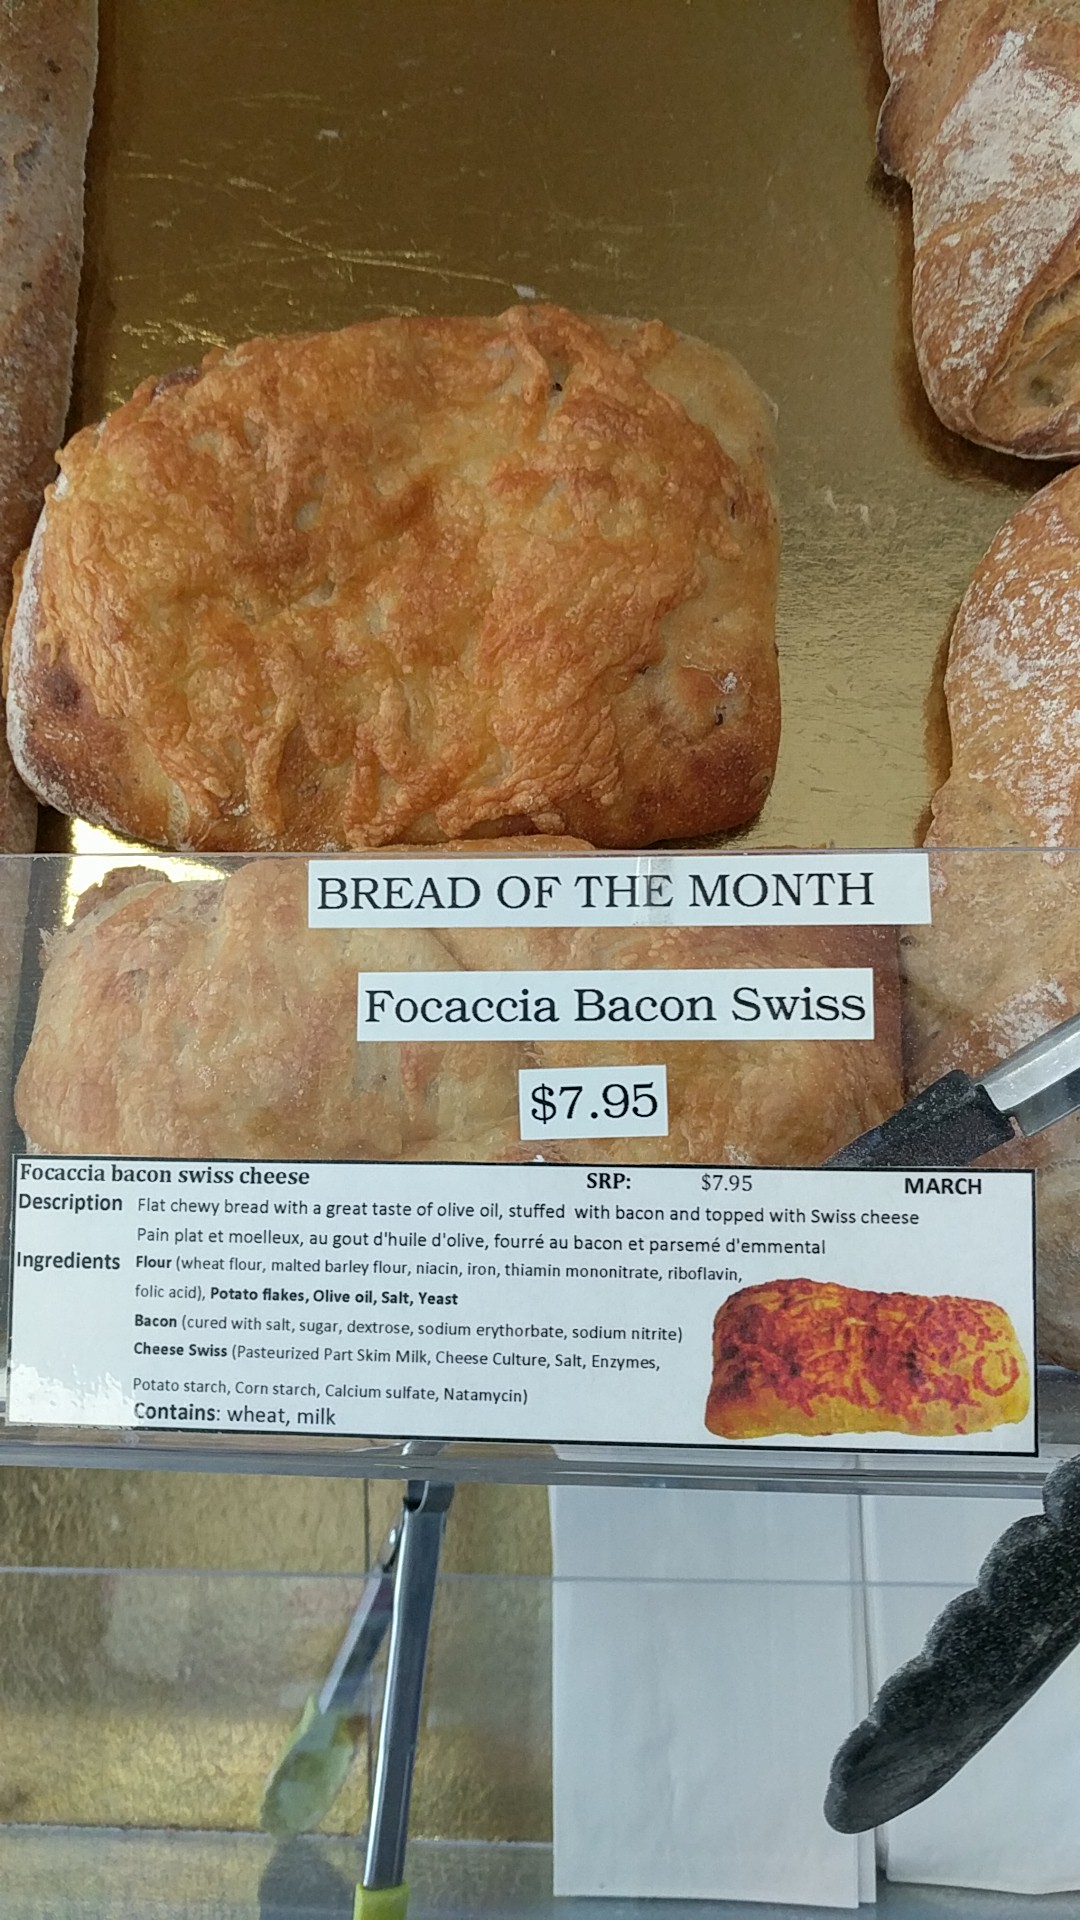 BREAD OF THE MONTH
Focaccia Bacon Swiss
$7.95
Focaccia bacon swiss cheese SRP: $7.95 MARCH
Description Flat chewy bread with a great taste of olive oil, stuffed with bacon and topped with Swiss cheese
Pain plat et moelleux, au gout d'huile d'olive, fourré au bacon et parsemé d'emmental
Ingredients Flour (wheat flour, malted barley flour, niacin, iron, thiamin mononitrate, riboflavin,
folic acid), Potato flakes, Olive oil, Salt, Yeast
Bacon (cured with salt, sugar, dextrose, sodium erythorbate, sodium nitrite)
Cheese Swiss (Pasteurized Part Skim Milk, Cheese Culture, Salt, Enzymes,
Potato starch, Corn starch, Calcium sulfate, Natamycin)
Contains: wheat, milk